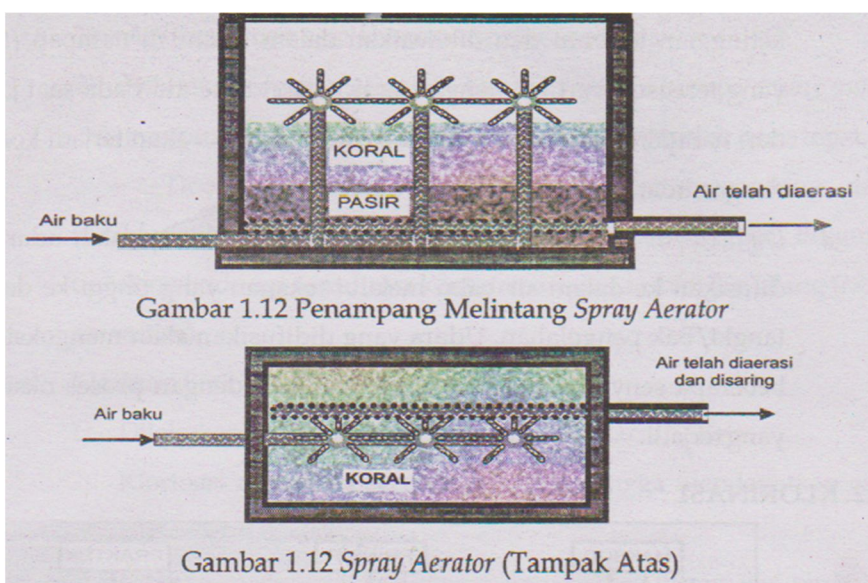 KORAL
PASIR
Air baku
Air telah diaerasi
Gambar 1.12 Penampang Melintang Spray Aerator
Air telah diaerasi
dan disaring
Air baku
KORAL
Gambar 1.12 Spray Aerator (Tampak Atas)